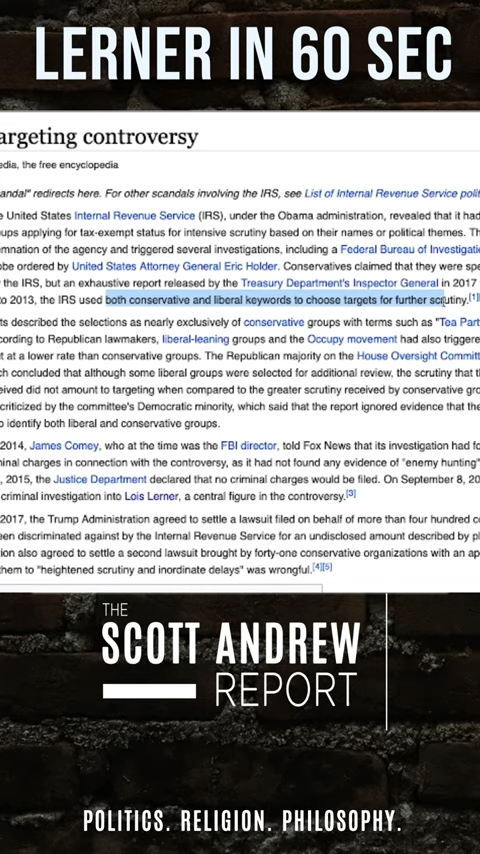 LERNER IN 60 SEC
argeting controversy
edia, the free encyclopedia
andal" redirects here. For other scandals involving the IRS, see List of Internal Revenue Service polit
e United States Internal Revenue Service (IRS), under the Obama administration, revealed that it had
ups applying for tax-exempt status for intensive scrutiny based on their names or political themes. Th
mnation of the agency and triggered several investigations, including a Federal Bureau of Investigatio
obe ordered by United States Attorney General Eric Holder. Conservatives claimed that they were spe
y the IRS, but an exhaustive report released by the Treasury Department's Inspector General in 2017
to 2013, the IRS used both conservative and liberal keywords to choose targets for further scrutiny.[1]
ts described the selections as nearly exclusively of conservative groups with terms such as "Tea Part
cording to Republican lawmakers, liberal-leaning groups and the Occupy movement had also triggere
ut at a lower rate than conservative groups. The Republican majority on the House Oversight Committ
ch concluded that although some liberal groups were selected for additional review, the scrutiny that th
eived did not amount to targeting when compared to the greater scrutiny received by conservative gro
criticized by the committee's Democratic minority, which said that the report ignored evidence that the
o identify both liberal and conservative groups.
2014, James Comey, who at the time was the FBI director, told Fox News that its investigation had fo
minal charges in connection with the controversy, as it had not found any evidence of "enemy hunting"
, 2015, the Justice Department declared that no criminal charges would be filed. On September 8, 20
criminal investigation into Lois Lerner, a central figure in the controversy.[3]
2017, the Trump Administration agreed to settle a lawsuit filed on behalf of more than four hundred co
een discriminated against by the Internal Revenue Service for an undisclosed amount described by pl
tion also agreed to settle a second lawsuit brought by forty-one conservative organizations with an ap
them to "heightened scrutiny and inordinate delays" was wrongful.[4][5]
THE
SCOTT ANDREW
REPORT
POLITICS. RELIGION. PHILOSOPHY.